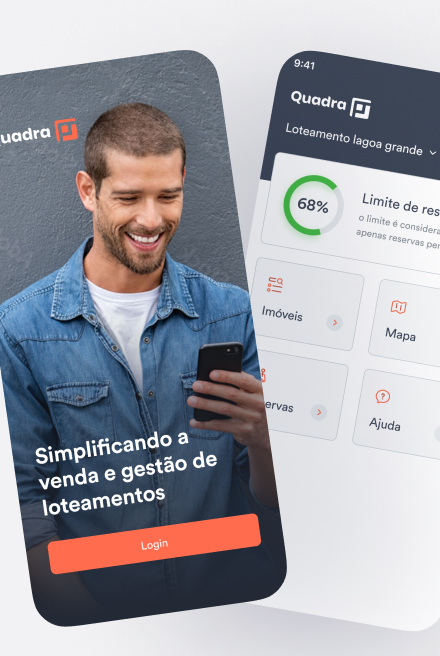 uadra
Simplificando a
venda e gestão de
loteamentos
Login
9:41
Quadra
Loteamento lagoa grande
68%
Limite de res
o limite é considera
apenas reservas per
Imóveis
Mapa
ervas
Ajuda